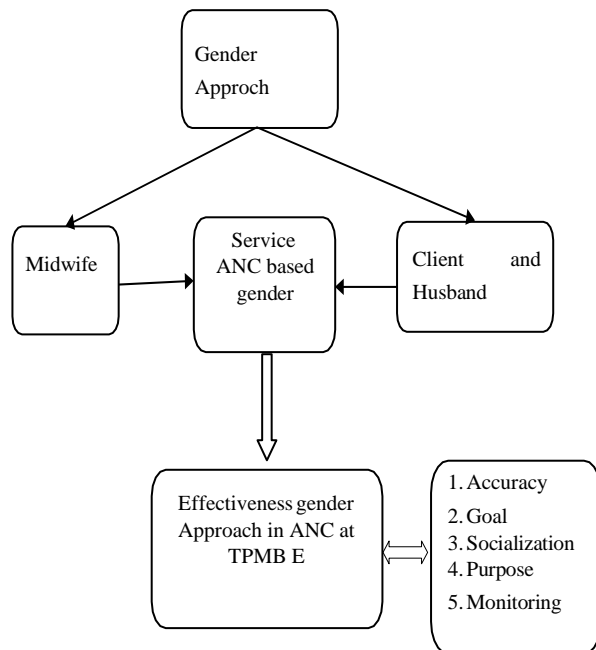 Gender
Approch
Midwife
Service
ANC based
gender
Client and
Husband
Effectiveness gender
Approach in ANC at
TPMB E
1. Accuracy
2. Goal
3. Socialization
4. Purpose
5. Monitoring